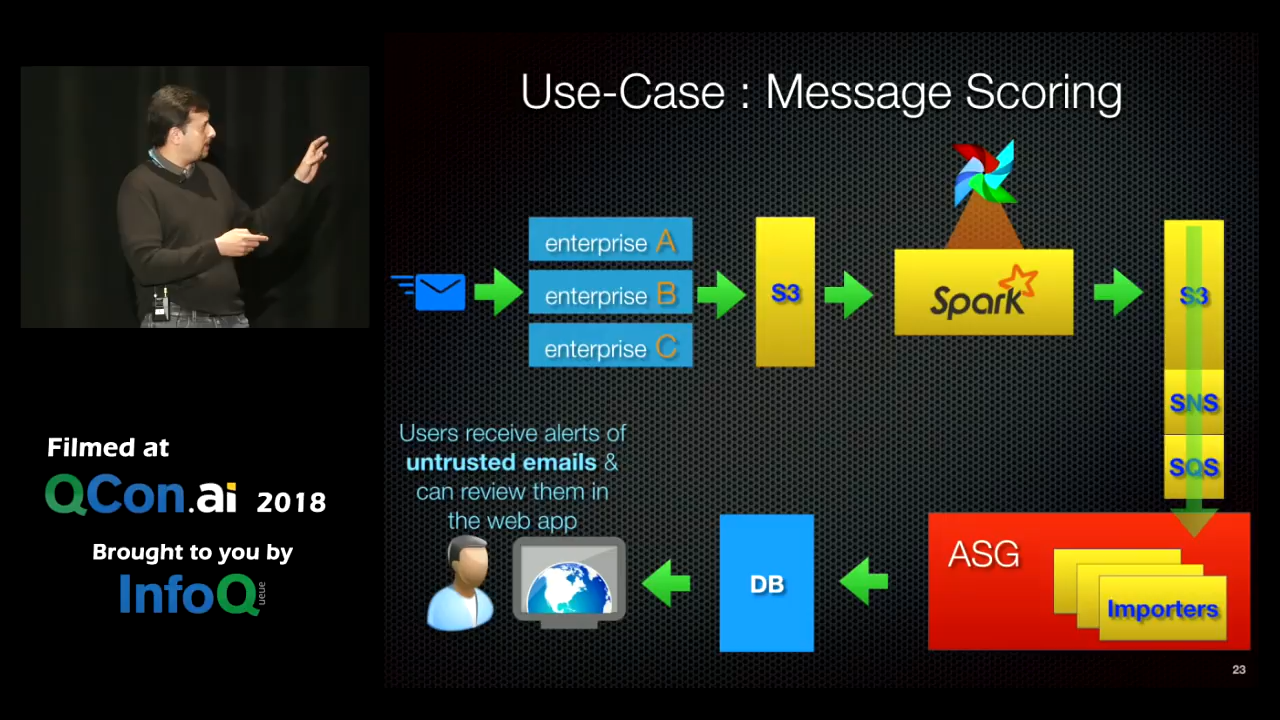 Use-Case : Message Scoring
enterprise A
enterprise B
enterprise C
S3
Spark
S3
SNS
SQS
Users receive alerts of
untrusted emails &
can review them in
the web app
DB
ASG
Importers
23
Filmed at
QCon.ai 2018
Brought to you by
InfoQueue